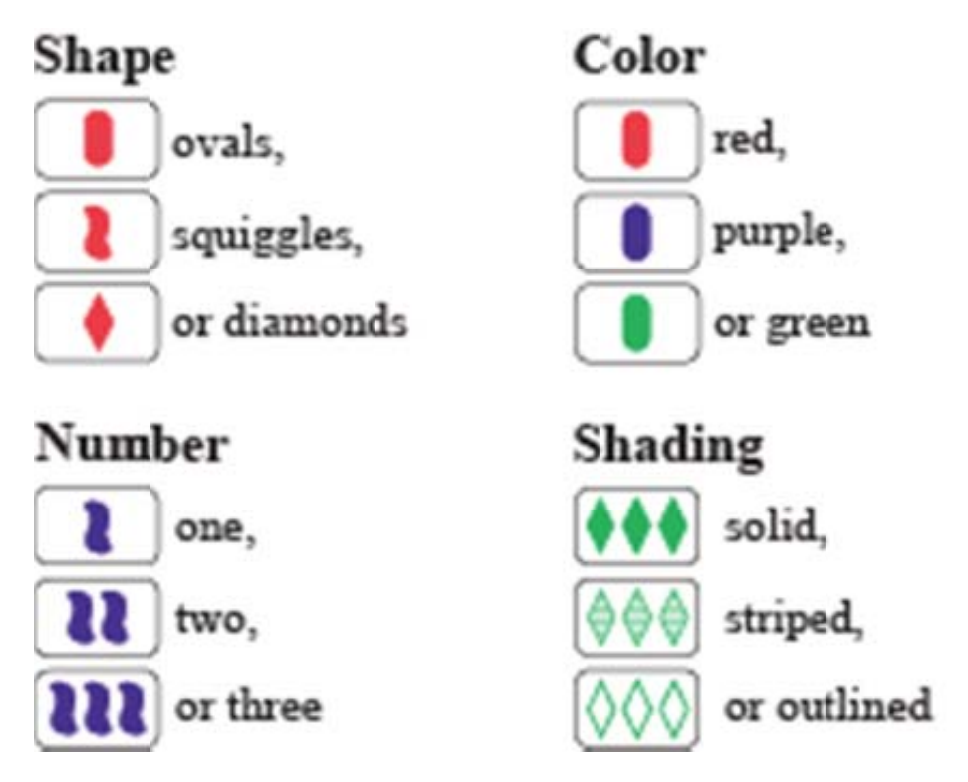 Shape
ovals,
squiggles,
or diamonds
Color
red,
purple,
or green
Number
one,
two,
or three
Shading
solid,
striped,
or outlined